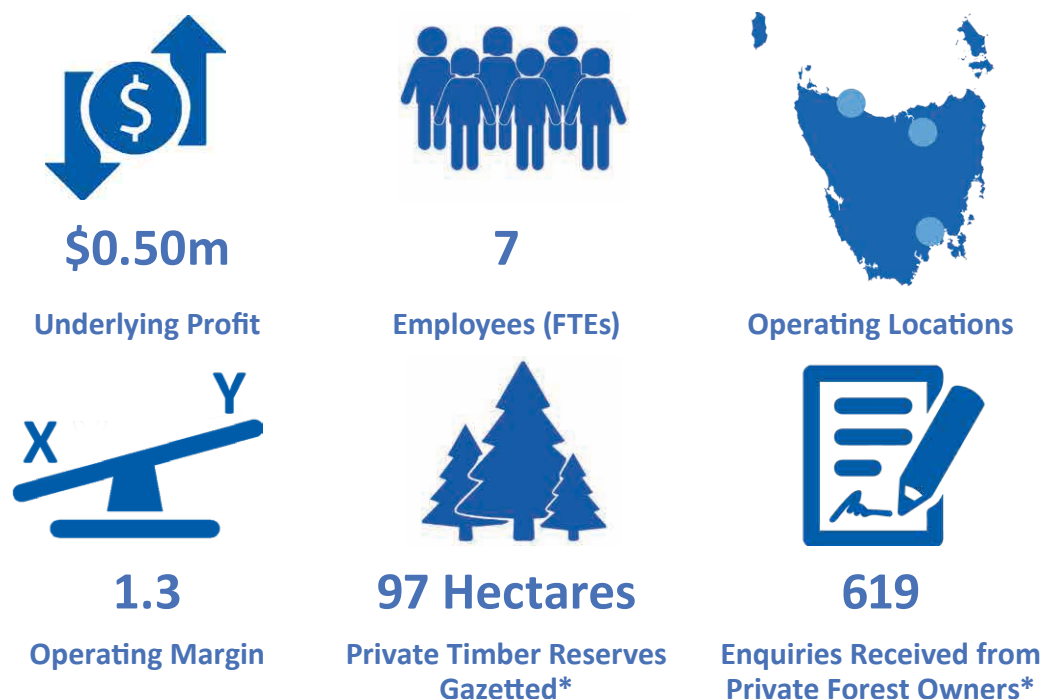 $
$0.50m
Underlying Profit
7
Employees (FTEs)
Operating Locations
X
Y
1.3
Operating Margin
97 Hectares
Private Timber Reserves
Gazetted*
619
Enquiries Received from
Private Forest Owners*